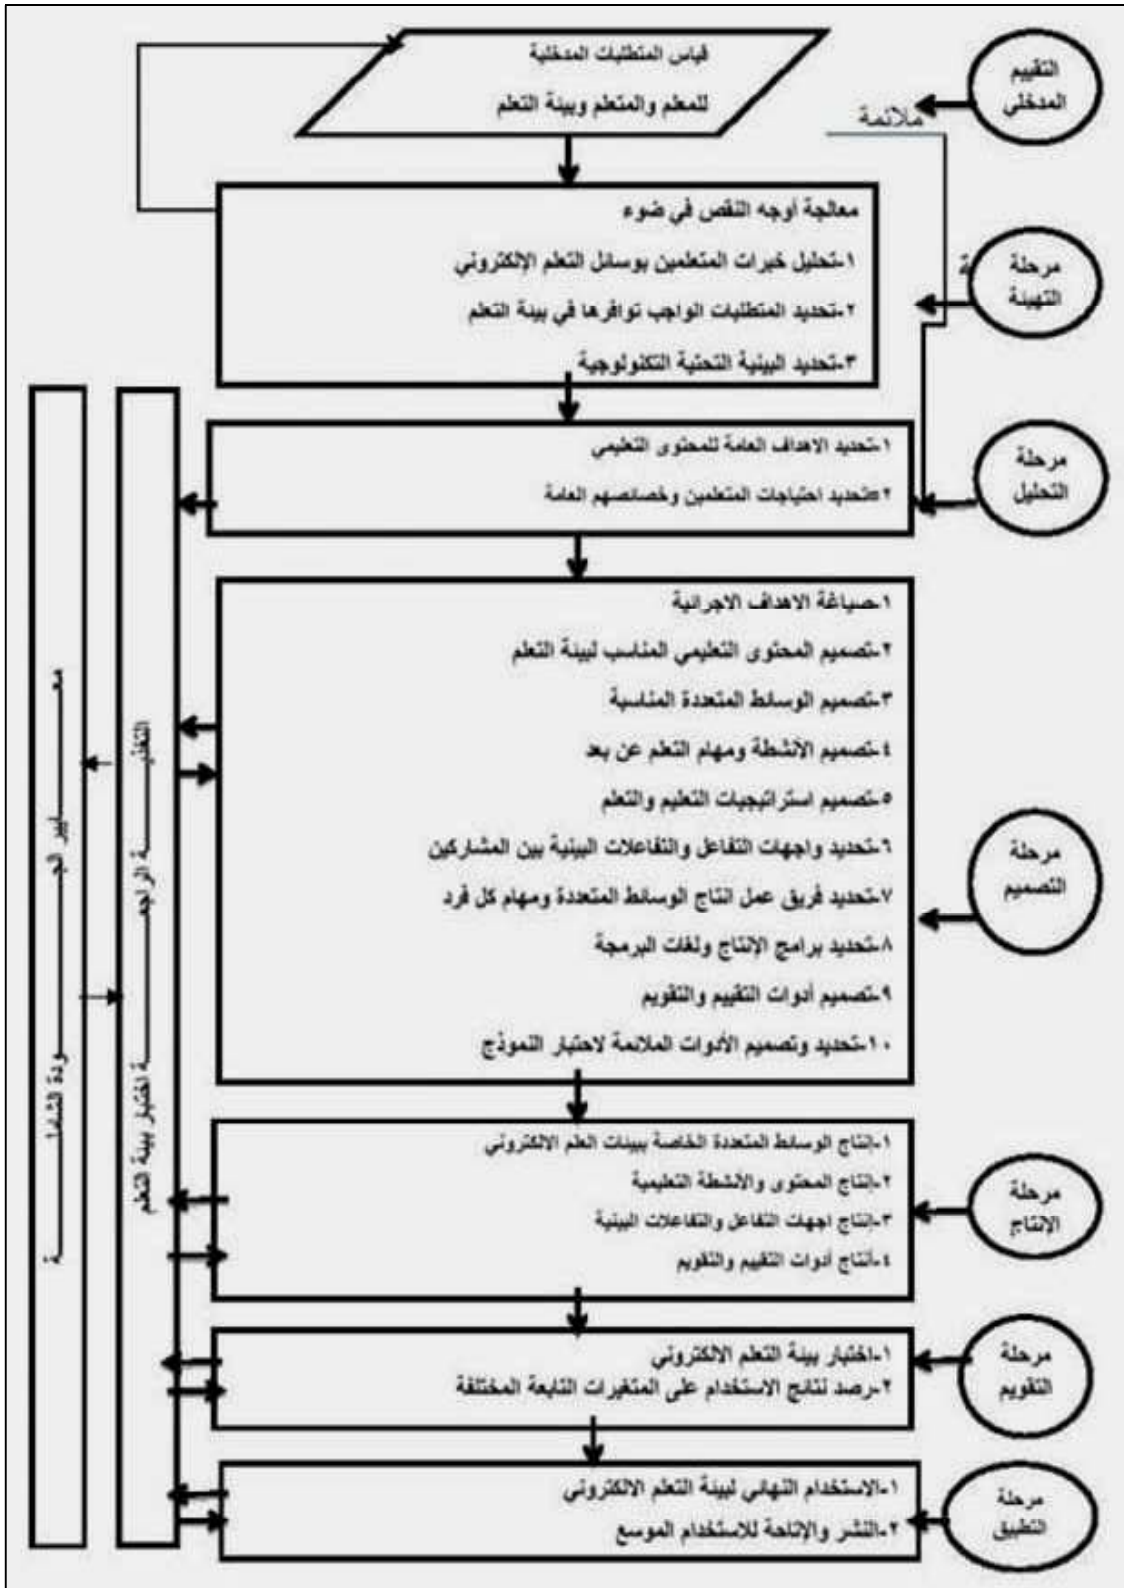 قياس المتطلبات المدخلية
للمعلم والمتعلم وبيئة التعلم
التقييم
المدخلي
ملائمة
معالجة أوجه النقص في ضوء
١-تحليل خبرات المتعلمين بوسائل التعلم الإلكتروني
٢-تحديد المتطلبات الواجب توافرها في بيئة التعلم
٣-تحديد البينية التحتية التكنولوجية
مرحلة
التهيئة
ة
١-تحديد الاهداف العامة للمحتوى التعليمي
٢-تحديد احتياجات المتعلمين وخصائصهم العامة
مرحلة
التحليل
١-صياغة الاهداف الاجرائية
٢-تصميم المحتوى التعليمي المناسب لبيئة التعلم
٣-تصميم الوسائط المتعددة المناسبة
٤-تصميم الأنشطة ومهام التعلم عن بعد
٥-تصميم استراتيجيات التعليم والتعلم
٦-تحديد واجهات التفاعل والتفاعلات البينية بين المشاركين
٧-تحديد فريق عمل انتاج الوسائط المتعددة ومهام كل فرد
٨-تحديد برامج الإنتاج ولغات البرمجة
٩-تصميم أدوات التقييم والتقويم
١٠-تحديد وتصميم الأدوات الملائمة لاختبار النموذج
مرحلة
التصميم
١-إنتاج الوسائط المتعددة الخاصة ببيئات العلم الالكتروني
٢-إنتاج المحتوى والأنشطة التعليمية
٣-إنتاج اجهات التفاعل والتفاعلات البينية
٤-أنتاج أدوات التقييم والتقويم
مرحلة
الإنتاج
١-اختبار بيئة التعلم الالكتروني
٢-رصد نتائج الاستخدام على المتغيرات التابعة المختلفة
مرحلة
التقويم
١-الاستخدام النهائي لبيئة التعلم الالكتروني
٢-النشر والإتاحة للاستخدام الموسع
مرحلة
التطبيق
التغذيـــة الراجعـــة اختبار بيئة التعلم
معـــايير الجـــودة الشاملـــة